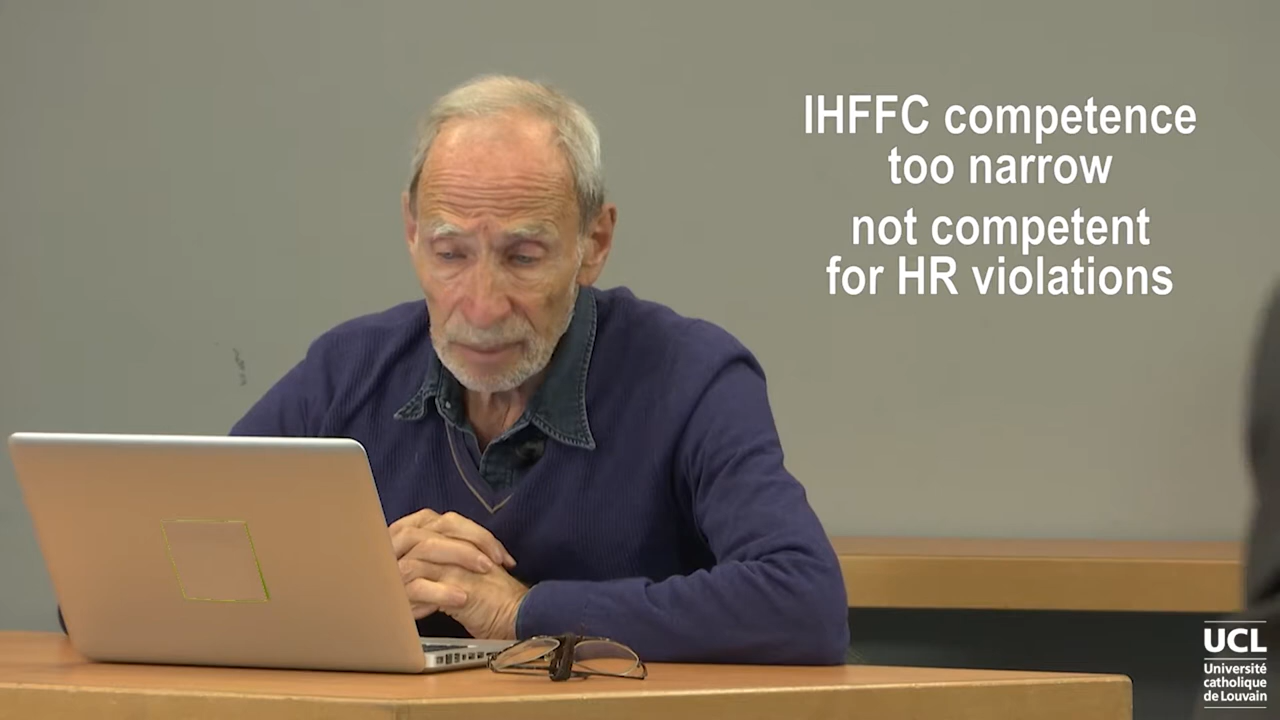 IHFFC competence
too narrow
not competent
for HR violations
UCL
Université
catholique
de Louvain